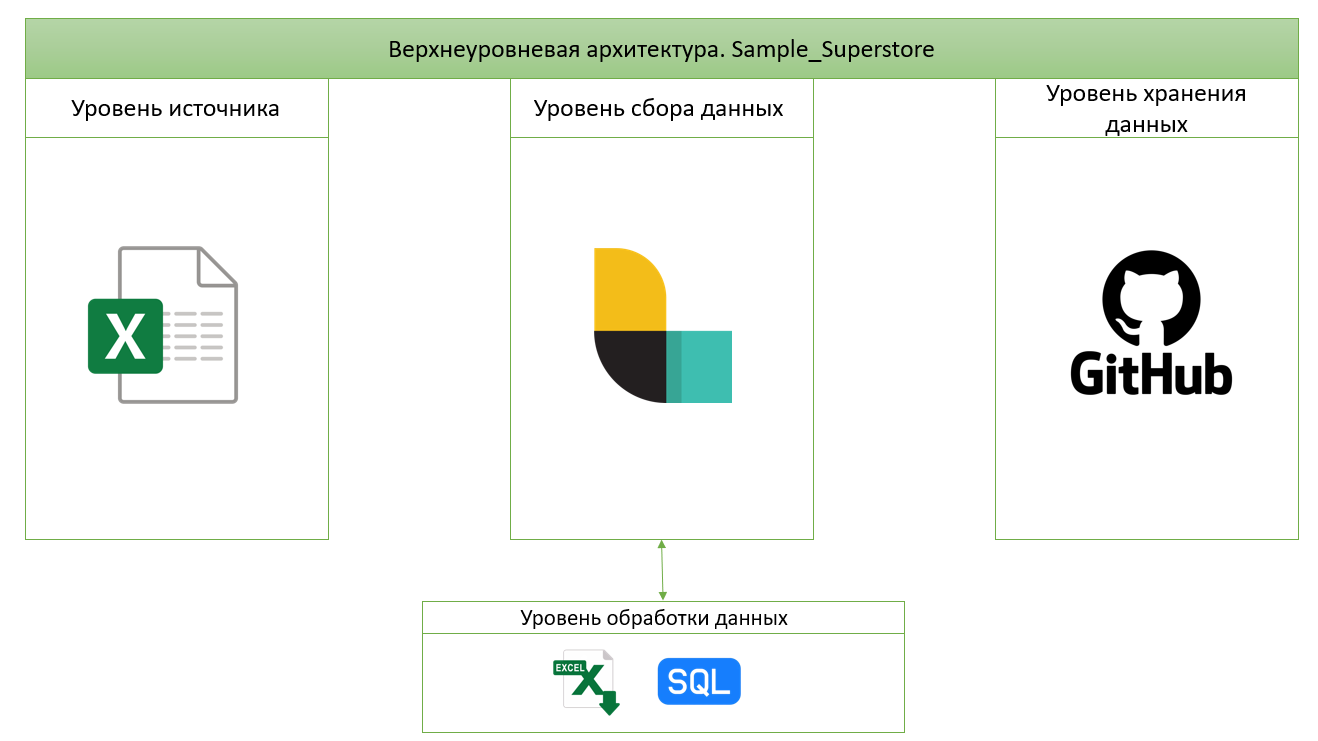 Верхнеуровневая архитектура. Sample_Superstore
Уровень источника
Уровень сбора данных
Уровень хранения
данных
X
GitHub
Уровень обработки данных
EXCEL
X
SQL